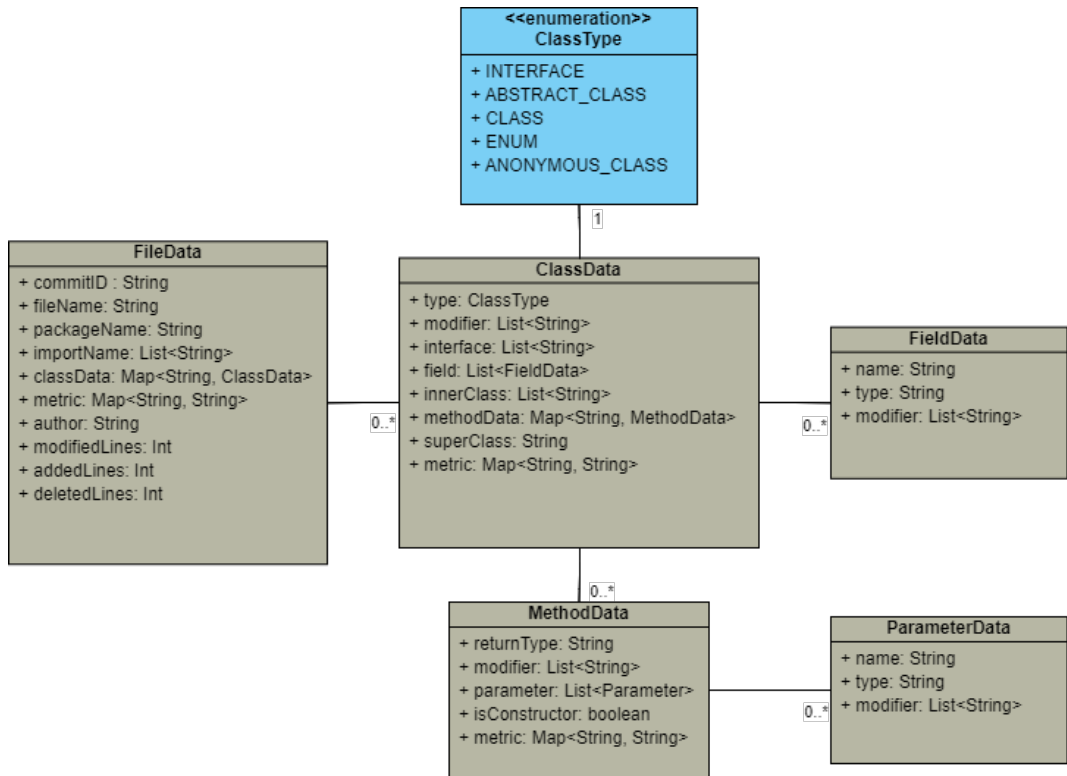 <<enumeration>>
ClassType
+ INTERFACE
+ ABSTRACT_CLASS
+ CLASS
+ ENUM
+ ANONYMOUS_CLASS
1
FileData
+ commitID : String
+ fileName: String
+ packageName: String
+ importName: List<String>
+ classData: Map<String, ClassData>
+ metric: Map<String, String>
+ author: String
+ modifiedLines: Int
+ addedLines: Int
+ deletedLines: Int
0..*
ClassData
+ type: ClassType
+ modifier: List<String>
+ interface: List<String>
+ field: List<FieldData>
+ innerClass: List<String>
+ methodData: Map<String, MethodData>
+ superClass: String
+ metric: Map<String, String>
0..*
FieldData
+ name: String
+ type: String
+ modifier: List<String>
0..*
MethodData
+ returnType: String
+ modifier: List<String>
+ parameter: List<Parameter>
+ isConstructor: boolean
+ metric: Map<String, String>
0..*
ParameterData
+ name: String
+ type: String
+ modifier: List<String>